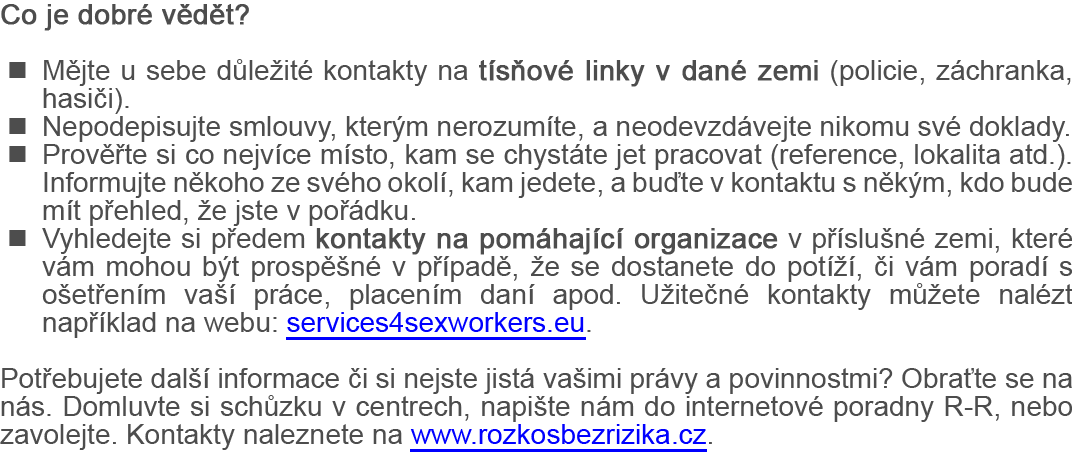 Co je dobré vědět?
■ Mějte u sebe důležité kontakty na tísňové linky v dané zemi (policie, záchranka,
hasiči).
■ Nepodepisujte smlouvy, kterým nerozumíte, a neodevzdávejte nikomu své doklady.
■ Prověřte si co nejvíce místo, kam se chystáte jet pracovat (reference, lokalita atd.).
Informujte někoho ze svého okolí, kam jedete, a buďte v kontaktu s někým, kdo bude
mít přehled, že jste v pořádku.
■ Vyhledejte si předem kontakty na pomáhající organizace v příslušné zemi, které
vám mohou být prospěšné v případě, že se dostanete do potíží, či vám poradí s
ošetřením vaší práce, placením daní apod. Užitečné kontakty můžete nalézt
například na webu: services4sexworkers.eu.
Potřebujete další informace či si nejste jistá vašimi právy a povinnostmi? Obraťte se na
nás. Domluvte si schůzku v centrech, napište nám do internetové poradny R-R, nebo
zavolejte. Kontakty naleznete na www.rozkosbezrizika.cz.